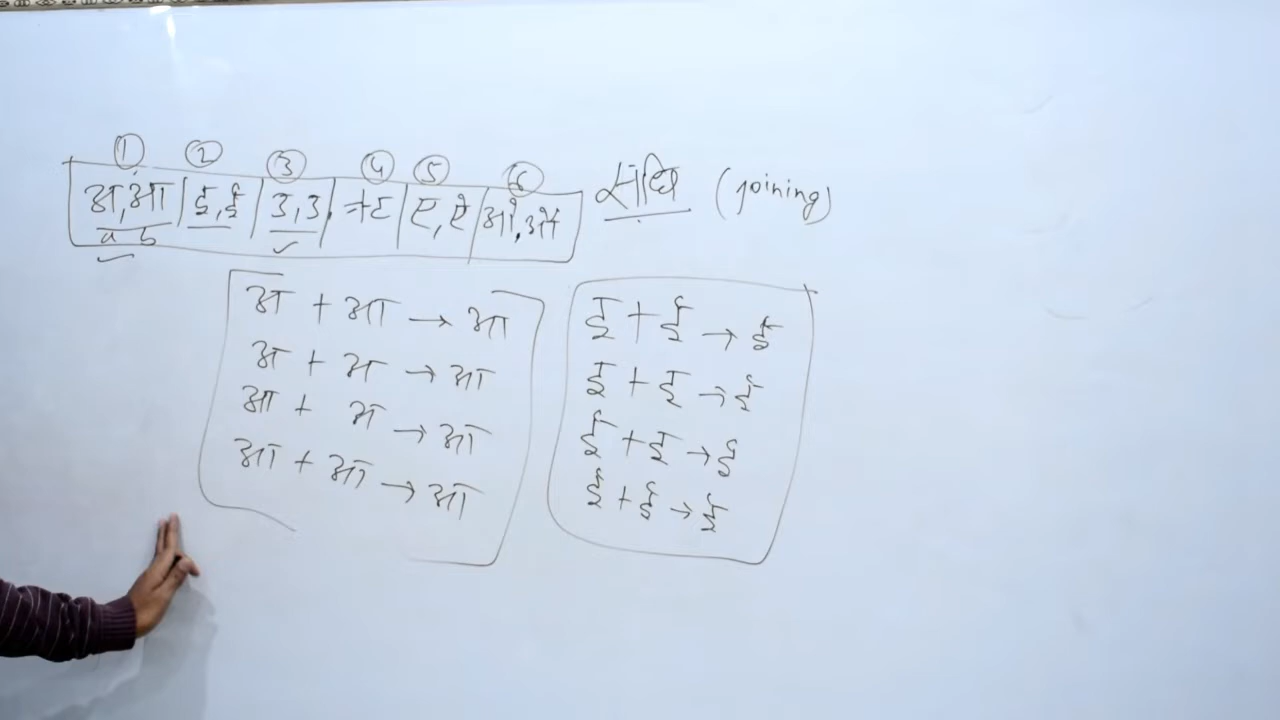 ① ② ③ ④ ⑤ ⑥
अ,आ | इ,ई | उ,उ, | ऋ | ए,ऐ | ओ,औ संधि (joining)
a b
अ + आ → आ
अ + अ → आ
आ + अ → आ
आ + आ → आ
इ + ई → ई
इ + इ → ई
ई + इ → ई
ई + ई → ई